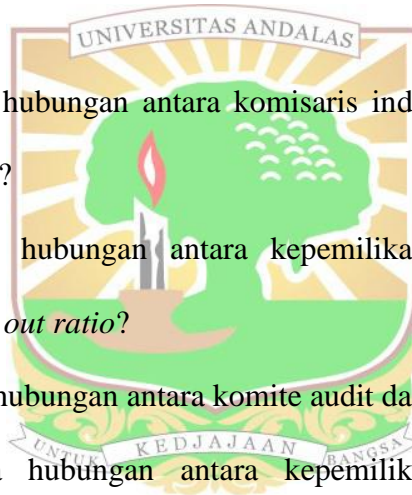 UNIVERSITAS ANDALAS
hubungan antara komisaris ind
?
hubungan antara kepemilika
out ratio?
hubungan antara komite audit da
UNTUK KEDJAJAAN BANGSA
hubungan antara kepemilik